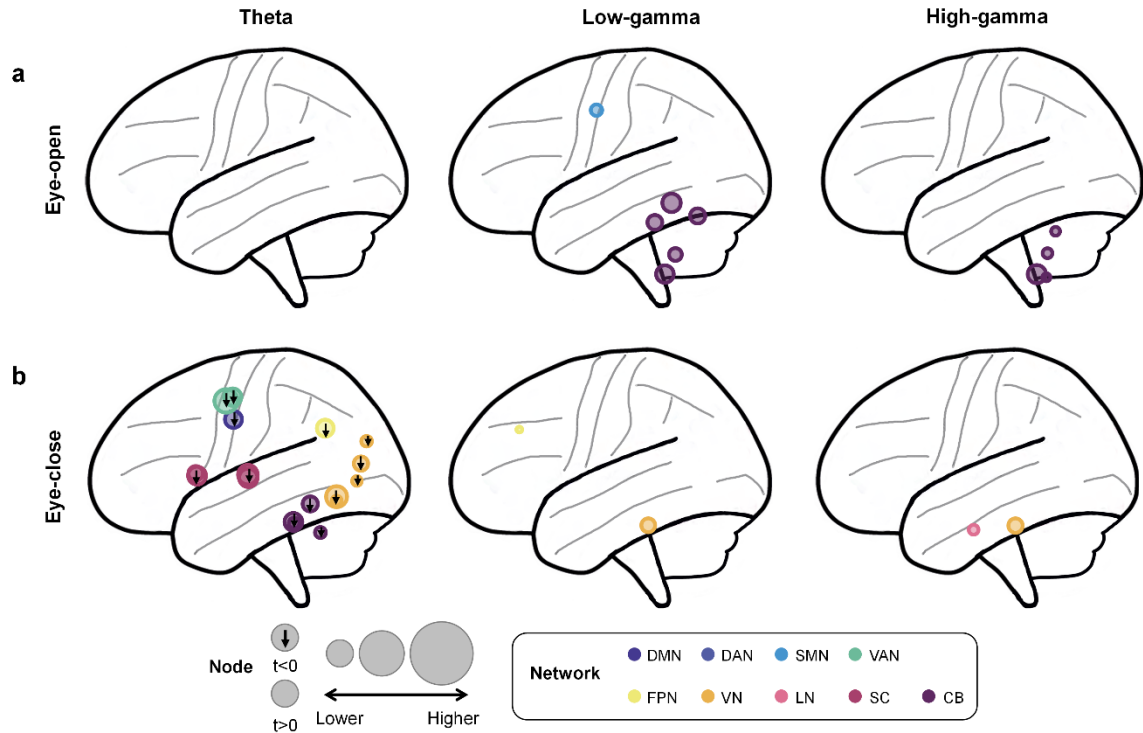 Theta
Low-gamma
High-gamma
a
Eye-open
b
Eye-close
Node
t<0
t>0
Lower
Higher
Network
DMN DAN SMN VAN
FPN VN LN SC CB